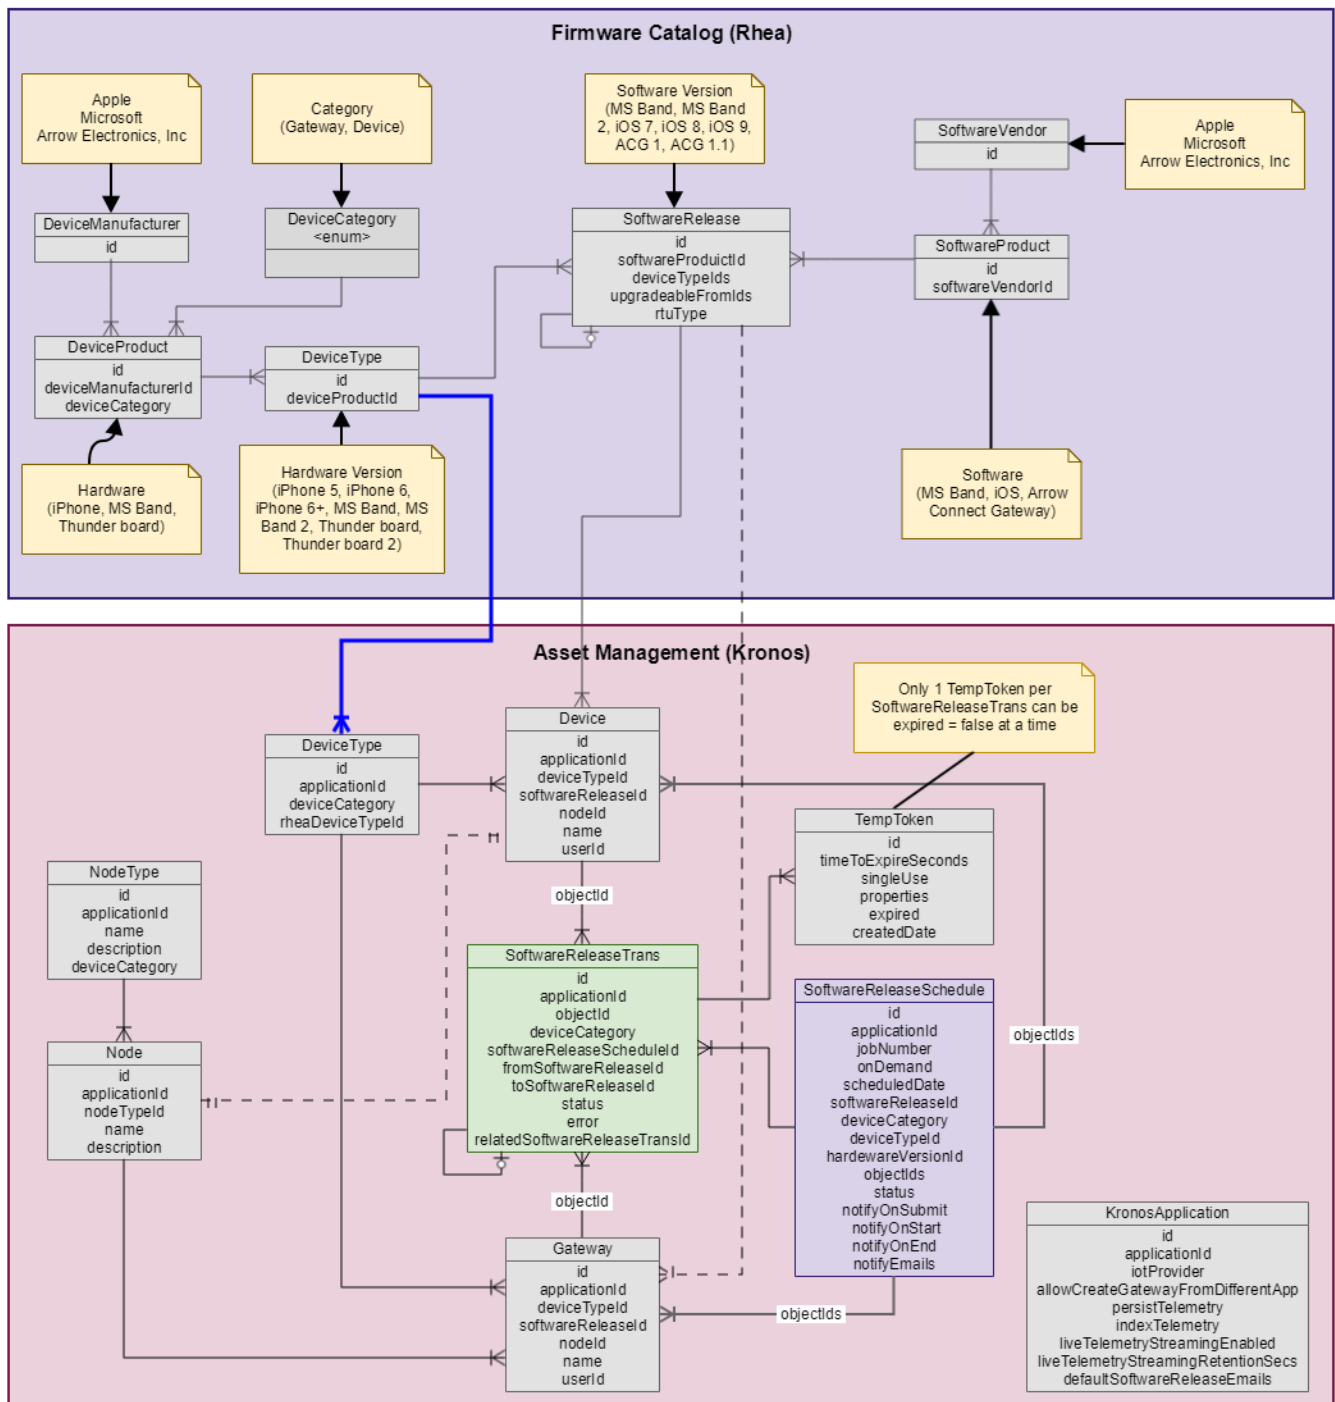 Firmware Catalog (Rhea)
Apple
Microsoft
Arrow Electronics, Inc
Category
(Gateway, Device)
Software Version
(MS Band, MS Band
2, iOS 7, iOS 8, iOS 9,
ACG 1, ACG 1.1)
SoftwareVendor
id
Apple
Microsoft
Arrow Electronics, Inc
DeviceManufacturer
id
DeviceCategory
<enum>
SoftwareRelease
id
softwareProduictId
deviceTypeIds
upgradeableFromIds
rtuType
SoftwareProduct
id
softwareVendorId
DeviceProduct
id
deviceManufacturerId
deviceCategory
DeviceType
id
deviceProductId
Hardware
(iPhone, MS Band,
Thunder board)
Hardware Version
(iPhone 5, iPhone 6,
iPhone 6+, MS Band, MS
Band 2, Thunder board,
Thunder board 2)
Software
(MS Band, iOS, Arrow
Connect Gateway)
Asset Management (Kronos)
Only 1 TempToken per
SoftwareReleaseTrans can be
expired = false at a time
DeviceType
id
applicationId
deviceCategory
rheaDeviceTypeId
Device
id
applicationId
deviceTypeId
softwareReleaseId
nodeId
name
userId
TempToken
id
timeToExpireSeconds
singleUse
properties
expired
createdDate
NodeType
id
applicationId
name
description
deviceCategory
objectId
SoftwareReleaseTrans
id
applicationId
objectId
deviceCategory
softwareReleaseScheduleId
fromSoftwareReleaseId
toSoftwareReleaseId
status
error
relatedSoftwareReleaseTransId
SoftwareReleaseSchedule
id
applicationId
jobNumber
onDemand
scheduledDate
softwareReleaseId
deviceCategory
deviceTypeId
hardewareVersionId
objectIds
status
notifyOnSubmit
notifyOnStart
notifyOnEnd
notifyEmails
objectIds
Node
id
applicationId
nodeTypeId
name
description
objectId
Gateway
id
applicationId
deviceTypeId
softwareReleaseId
nodeId
name
userId
objectIds
KronosApplication
id
applicationId
iotProvider
allowCreateGatewayFromDifferentApp
persistTelemetry
indexTelemetry
liveTelemetryStreamingEnabled
liveTelemetryStreamingRetentionSecs
defaultSoftwareReleaseEmails